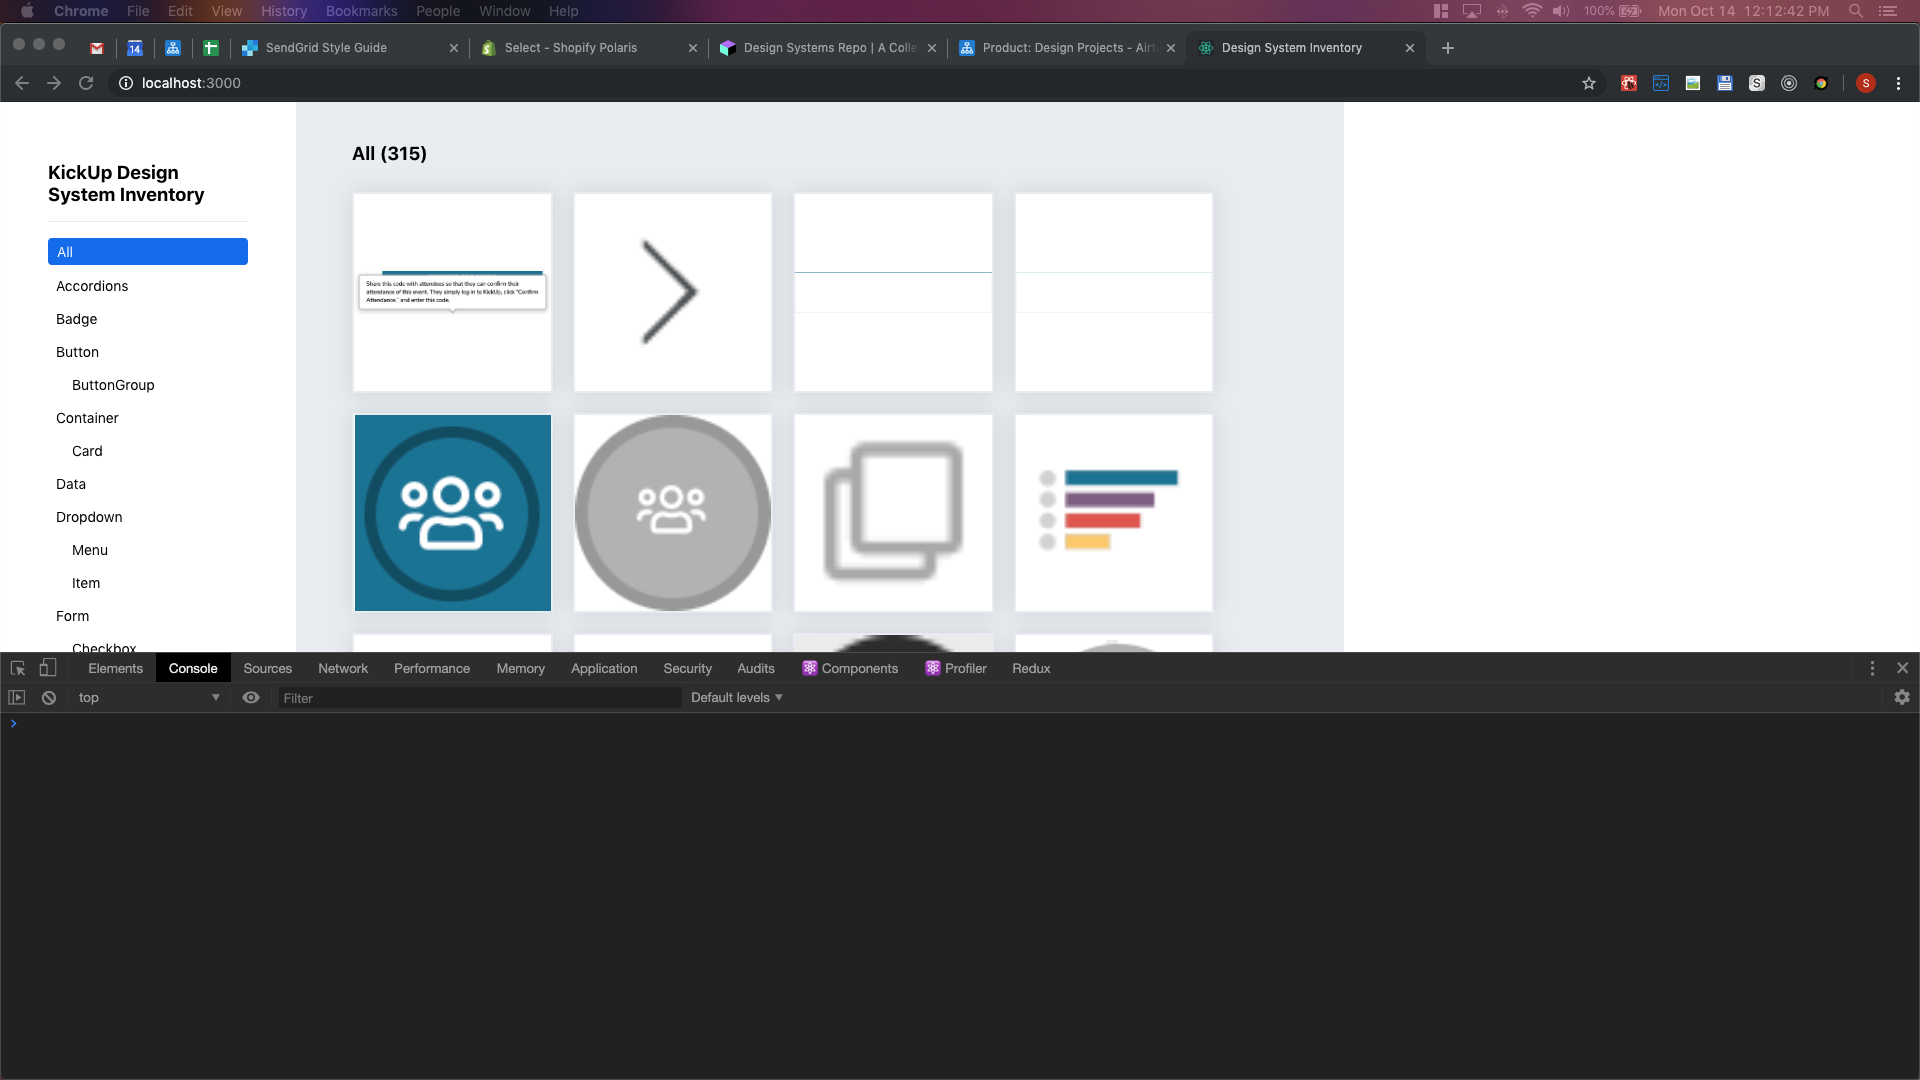 Chrome File Edit View History Bookmarks People Window Help 100% Mon Oct 14 12:12:42 PM
14 SendGrid Style Guide Select - Shopify Polaris Design Systems Repo | A Colle Product: Design Projects - Airt Design System Inventory
localhost:3000 S S
KickUp Design
System Inventory
All
Accordions
Badge
Button
ButtonGroup
Container
Card
Data
Dropdown
Menu
Item
Form
Checkbox
All (315)
Share this code with attendees so that they can confirm their
attendance of this event. They simply log in to KickUp, click "Confirm
Attendance," and enter this code.
Elements Console Sources Network Performance Memory Application Security Audits Components Profiler Redux
top Filter Default levels